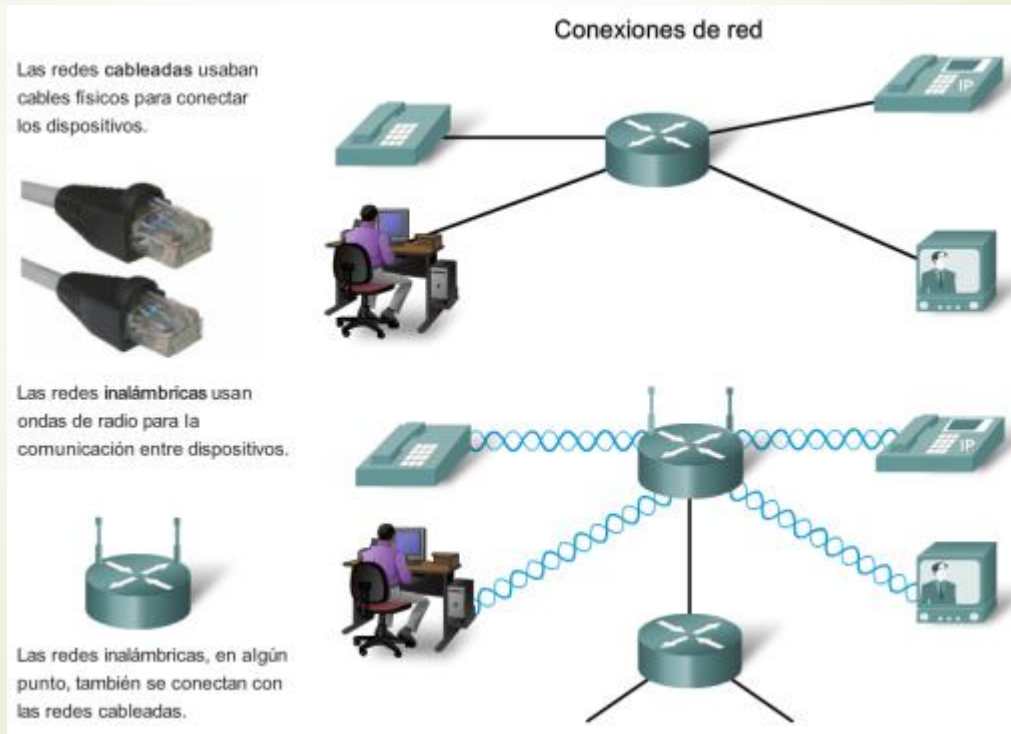 Conexiones de red
Las redes cableadas usaban
cables físicos para conectar
los dispositivos.
IP
Las redes inalámbricas usan
ondas de radio para la
comunicación entre dispositivos.
IP
Las redes inalámbricas, en algún
punto, también se conectan con
las redes cableadas.